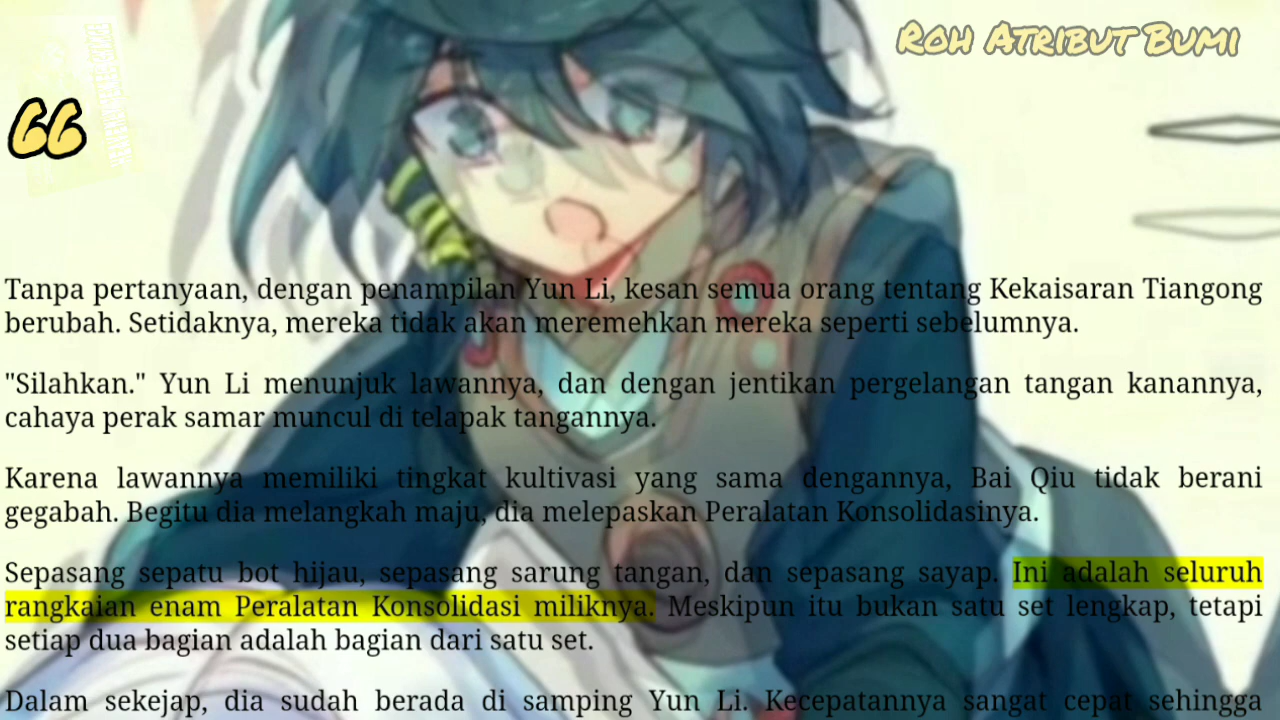 Roh Atribut Bumi
66
Tanpa pertanyaan, dengan penampilan Yun Li, kesan semua orang tentang Kekaisaran Tiangong
berubah. Setidaknya, mereka tidak akan meremehkan mereka seperti sebelumnya.
"Silahkan." Yun Li menunjuk lawannya, dan dengan jentikan pergelangan tangan kanannya,
cahaya perak samar muncul di telapak tangannya.
Karena lawannya memiliki tingkat kultivasi yang sama dengannya, Bai Qiu tidak berani
gegabah. Begitu dia melangkah maju, dia melepaskan Peralatan Konsolidasinya.
Sepasang sepatu bot hijau, sepasang sarung tangan, dan sepasang sayap. Ini adalah seluruh
rangkaian enam Peralatan Konsolidasi miliknya. Meskipun itu bukan satu set lengkap, tetapi
setiap dua bagian adalah bagian dari satu set.
Dalam sekejap, dia sudah berada di samping Yun Li. Kecepatannya sangat cepat sehingga